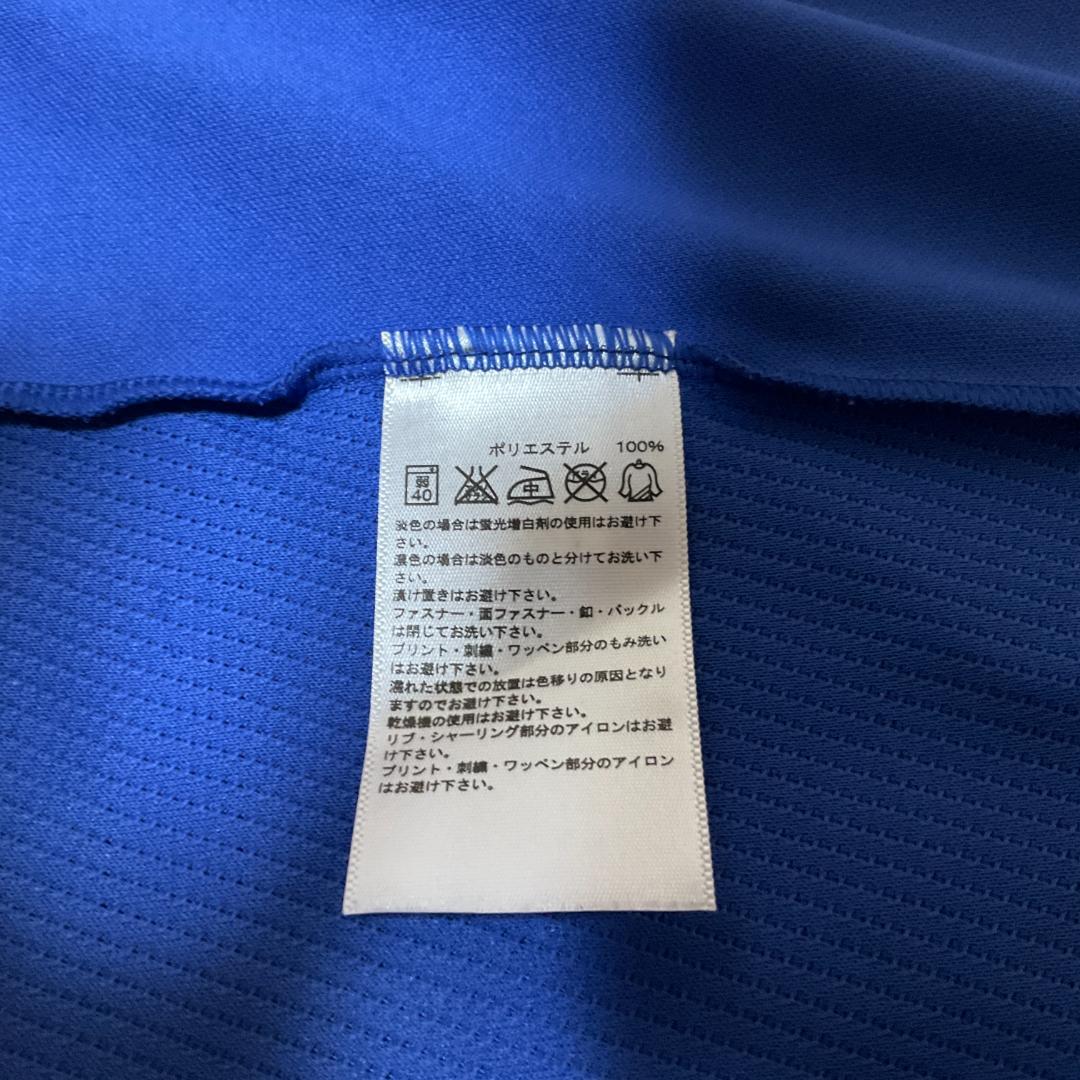 ポリエステル 100%
弱 40 エンソ サラシ 中 ドライ
淡色の場合は蛍光増白剤の使用はお避け下
さい。
濃色の場合は淡色のものと分けてお洗い下
さい。
漬け置きはお避け下さい。
ファスナー・面ファスナー・釦・バックル
は閉じてお洗い下さい。
プリント・刺繍・ワッペン部分のもみ洗い
はお避け下さい。
濡れた状態での放置は色移りの原因となり
ますのでお避け下さい。
乾燥機の使用はお避け下さい。
リブ・シャーリング部分のアイロンはお避
け下さい。
プリント・刺繍・ワッペン部分のアイロン
はお避け下さい。